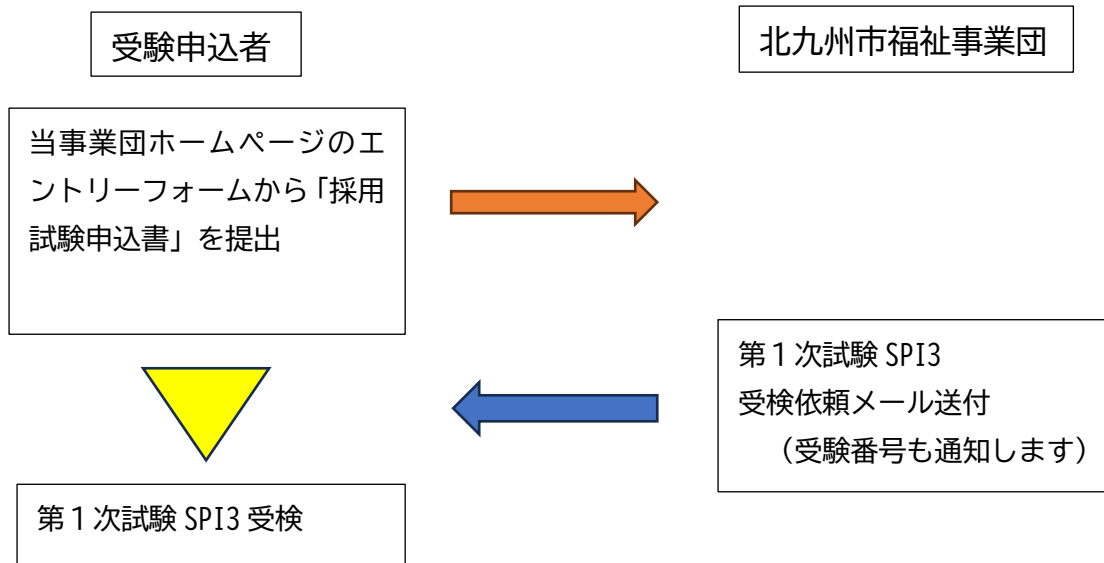 受験申込者
北九州市福祉事業団
当事業団ホームページのエ
ントリーフォームから「採用
試験申込書」を提出
第１次試験 SPI3
受検依頼メール送付
（受験番号も通知します）
第１次試験 SPI3 受検